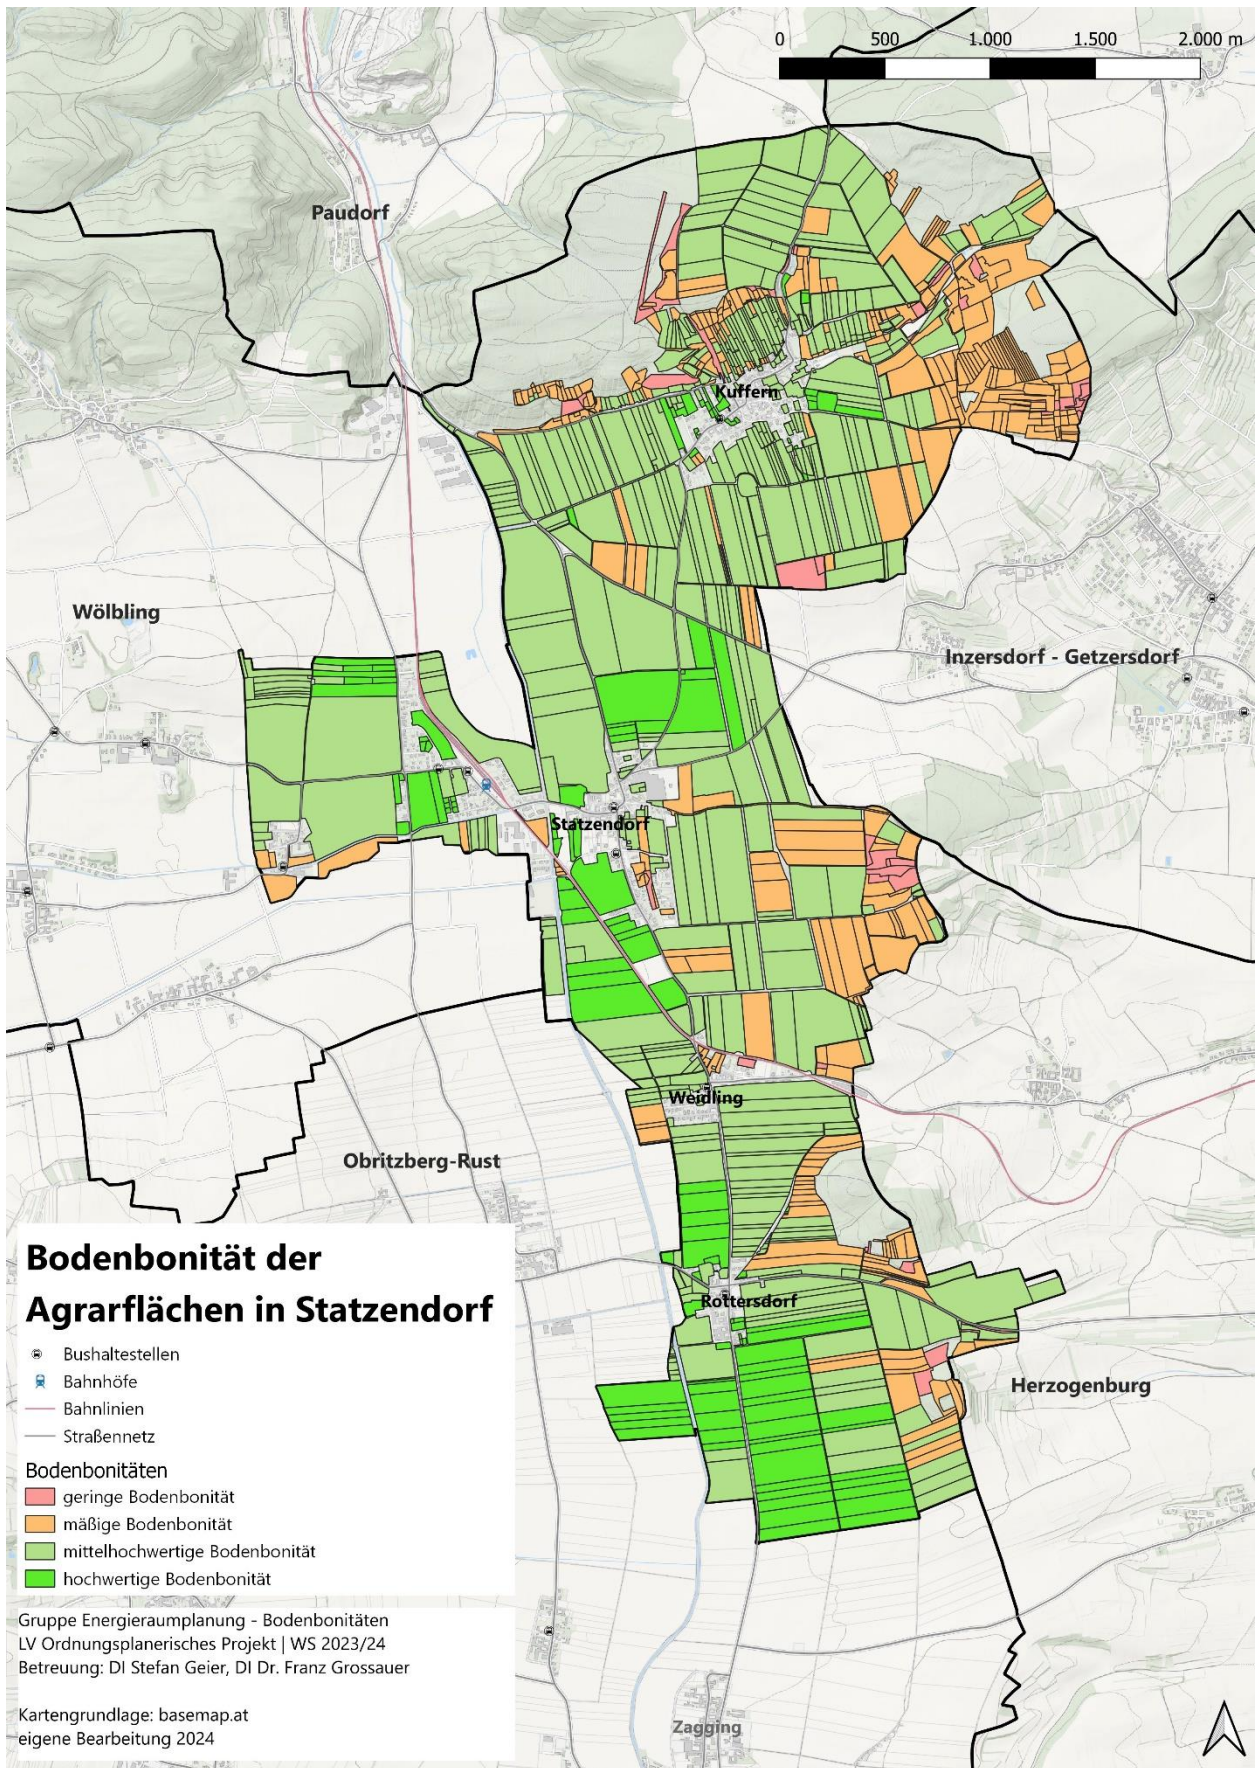 0 500 1.000 1.500 2.000 m
Paudorf
Kuffern
Wölbling
Inzersdorf - Getzersdorf
Statzendorf
Weidling
Obritzberg-Rust
Rottersdorf
Herzogenburg
Zagging
Bodenbonität der
Agrarflächen in Statzendorf
Bushaltestellen
Bahnhöfe
Bahnlinien
Straßennetz
Bodenbonitäten
geringe Bodenbonität
mäßige Bodenbonität
mittelhochwertige Bodenbonität
hochwertige Bodenbonität
Gruppe Energieraumplanung - Bodenbonitäten
LV Ordnungsplanerisches Projekt | WS 2023/24
Betreuung: DI Stefan Geier, DI Dr. Franz Grossauer
Kartengrundlage: basemap.at
eigene Bearbeitung 2024